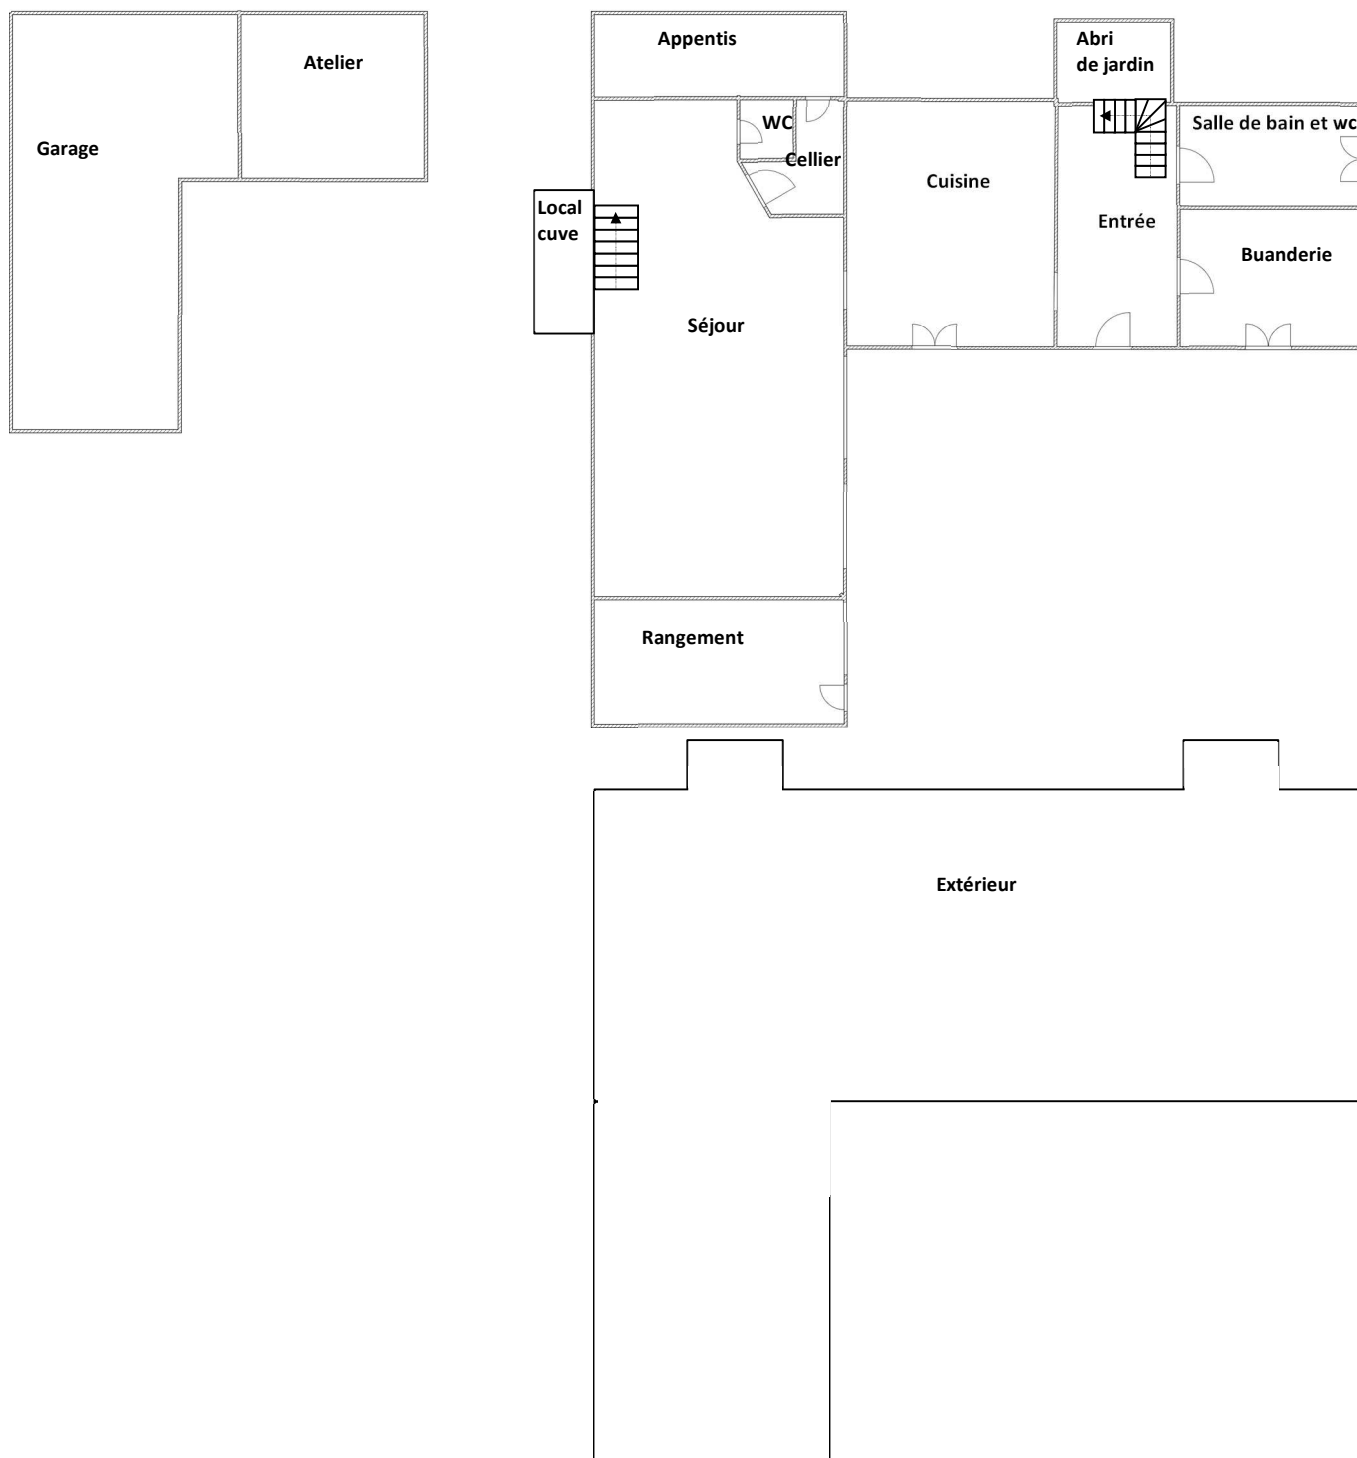 Appentis
Abri
de jardin
Atelier
Garage
WC
Salle de bain et wc
Cellier
Cuisine
Local
cuve
Entrée
Buanderie
Séjour
Rangement
Extérieur